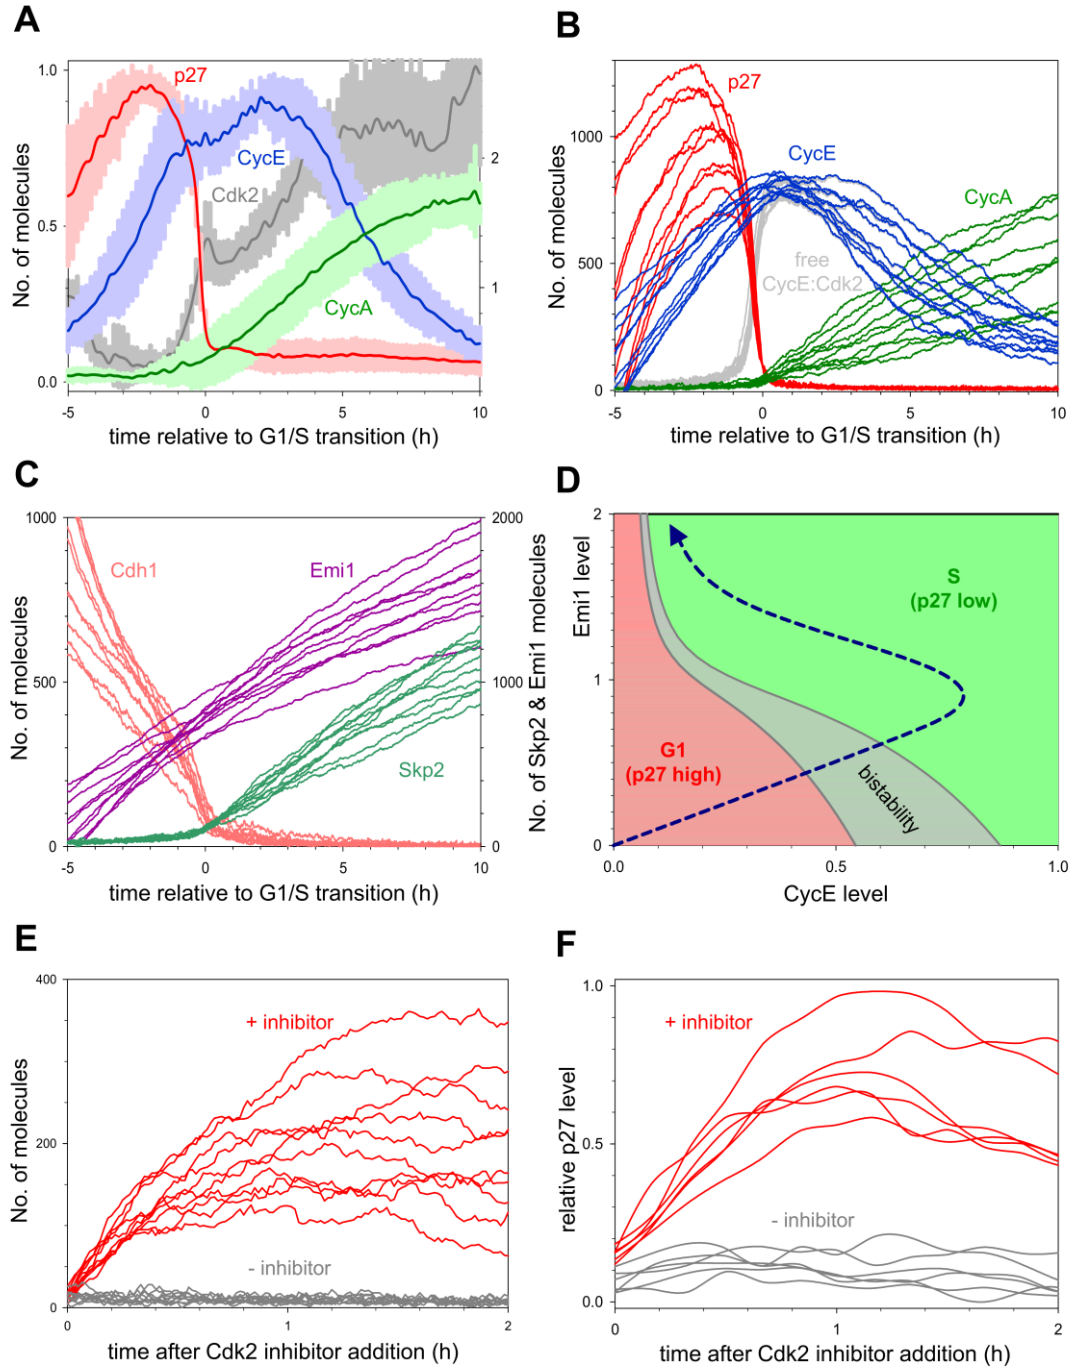 A
No. of molecules
1.0
0.5
0.0
2
1
p27
CycE
Cdk2
CycA
-5
0
5
10
time relative to G1/S transition (h)
B
No. of molecules
1000
500
0
p27
CycE
CycA
free
CycE:Cdk2
-5
0
5
10
time relative to G1/S transition (h)
C
No. of molecules
1000
500
0
Cdh1
Emi1
Skp2
2000
1000
0
No. of Skp2 & Emi1 molecules
-5
0
5
10
time relative to G1/S transition (h)
D
Emi1 level
2
1
0
S
(p27 low)
G1
(p27 high)
bistability
0.0
0.5
1.0
CycE level
E
No. of molecules
400
200
0
+ inhibitor
- inhibitor
0
1
2
time after Cdk2 inhibitor addition (h)
F
relative p27 level
1.0
0.5
0.0
+ inhibitor
- inhibitor
0
1
2
time after Cdk2 inhibitor addition (h)